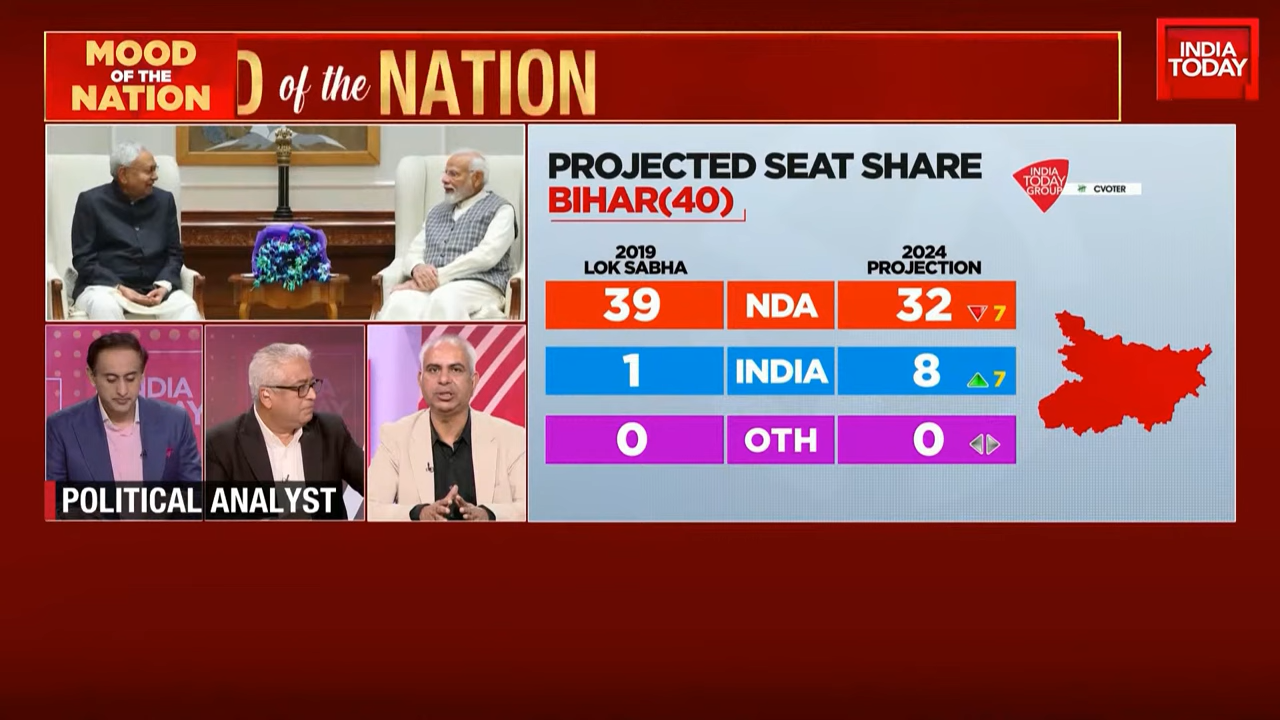 MOOD
OF THE
NATION
D of the NATION
INDIA
TODAY
PROJECTED SEAT SHARE
BIHAR(40)
INDIA
TODAY
GROUP
CVOTER
2019
LOK SABHA
2024
PROJECTION
39 NDA 32 7
1 INDIA 8 7
0 OTH 0
INDIA
POLITICAL ANALYST